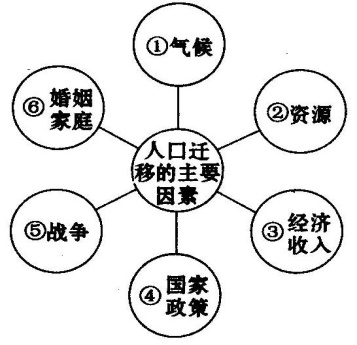 ①气候
②资源
③经济
收入
④国家
政策
⑤战争
⑥婚姻
家庭
人口迁
移的主要
因素